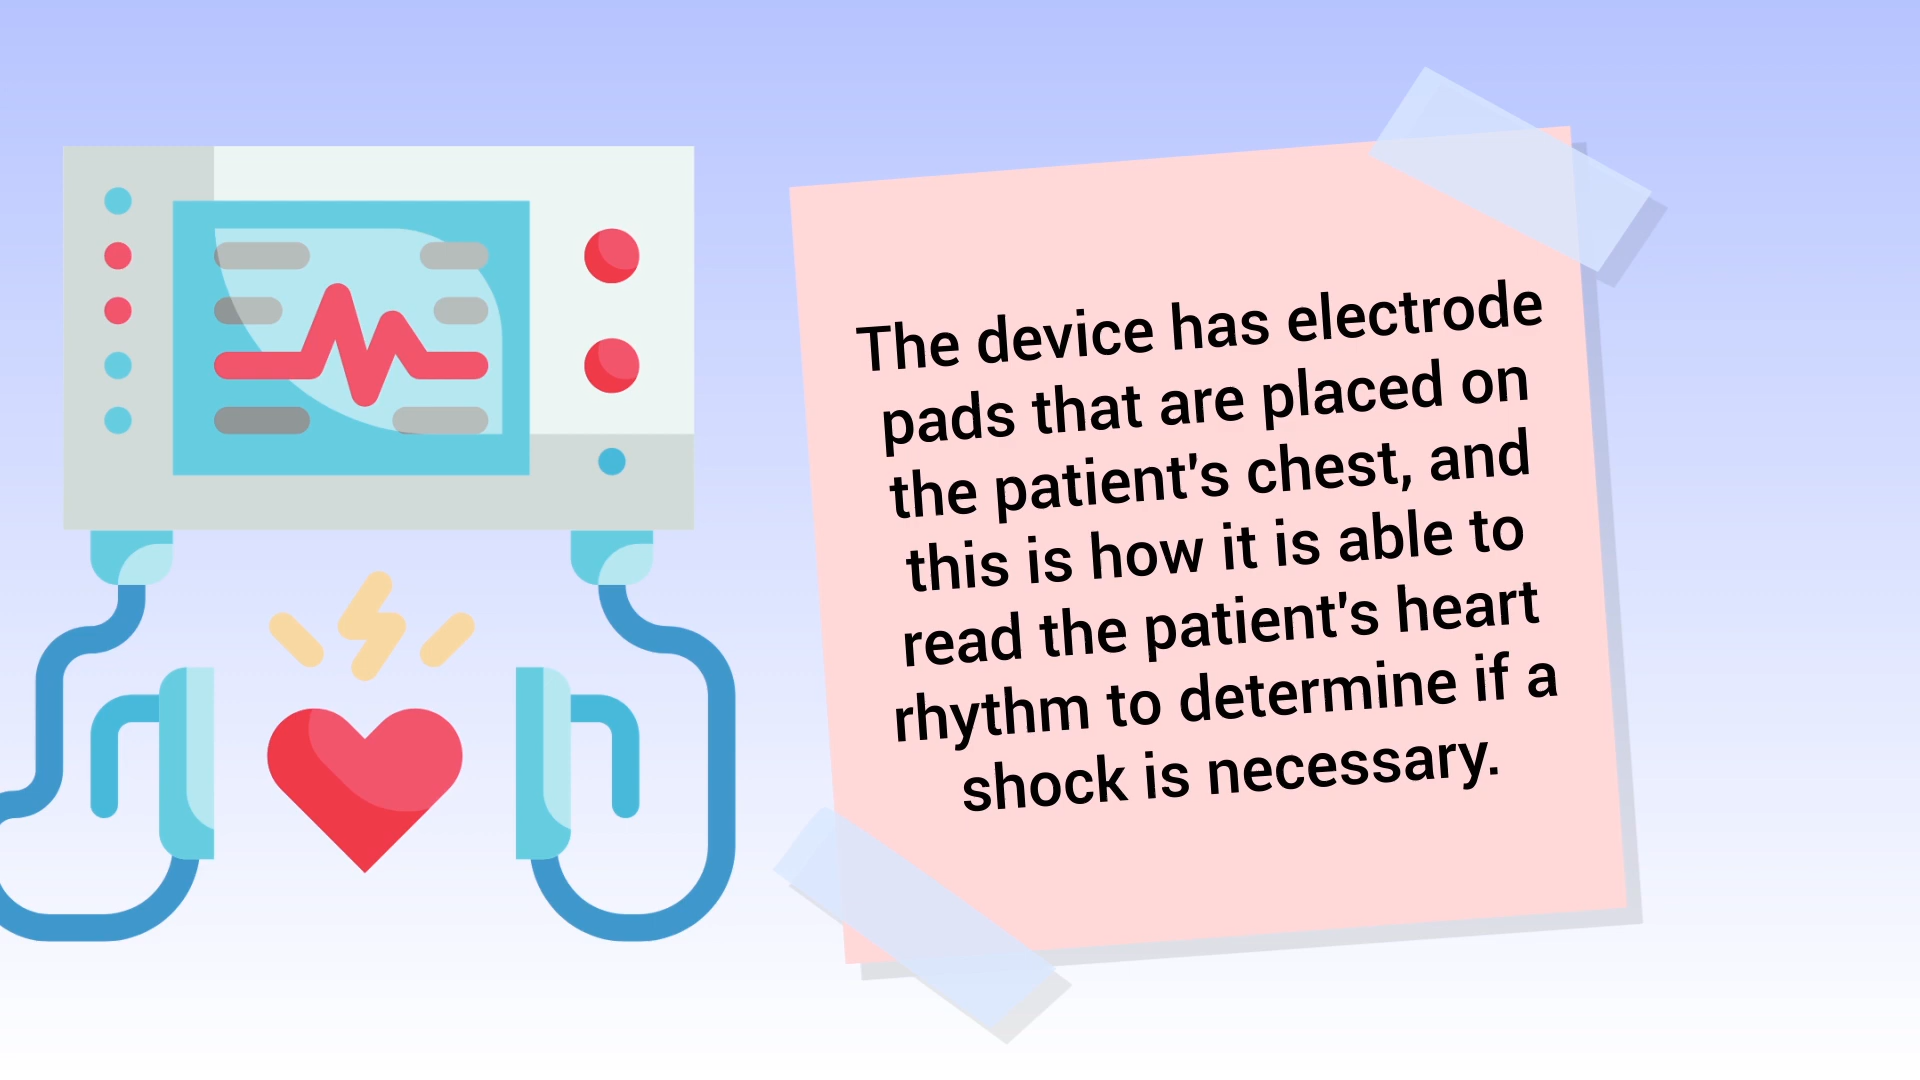 The device has electrode
pads that are placed on
the patient's chest, and
this is how it is able to
read the patient's heart
rhythm to determine if a
shock is necessary.